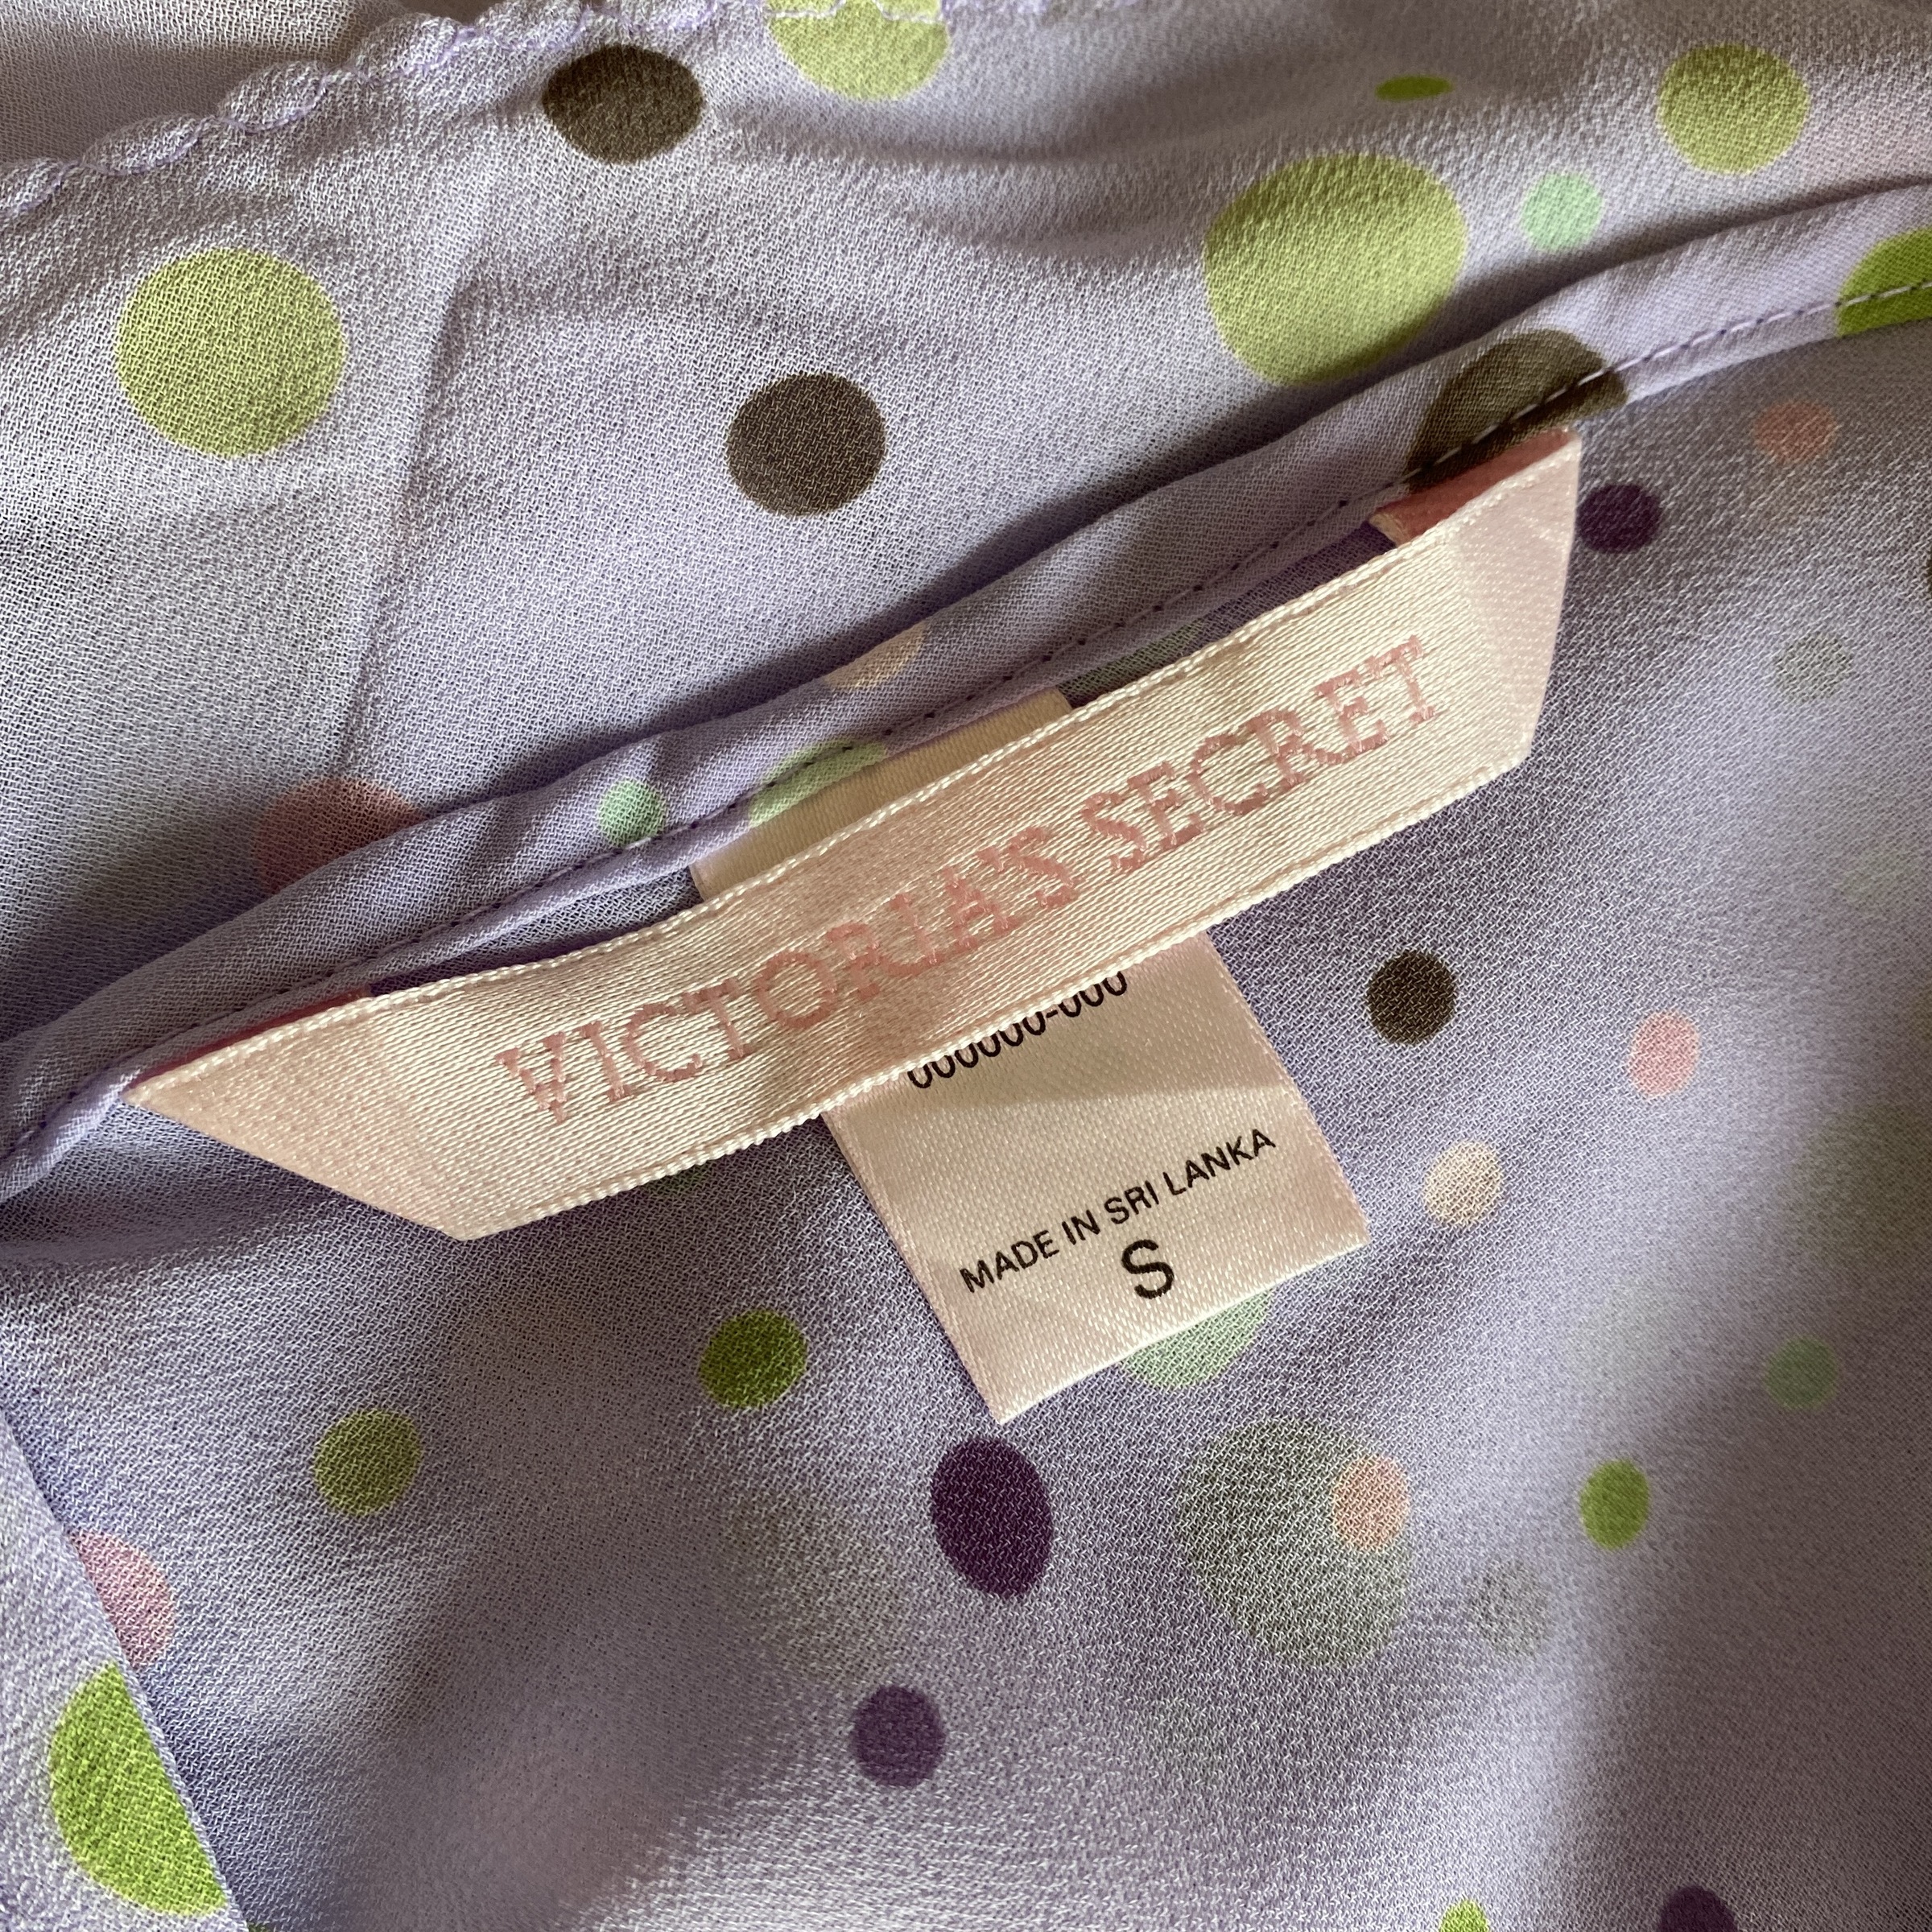 VICTORIA'S SECRET
000000-000
MADE IN SRI LANKA
S